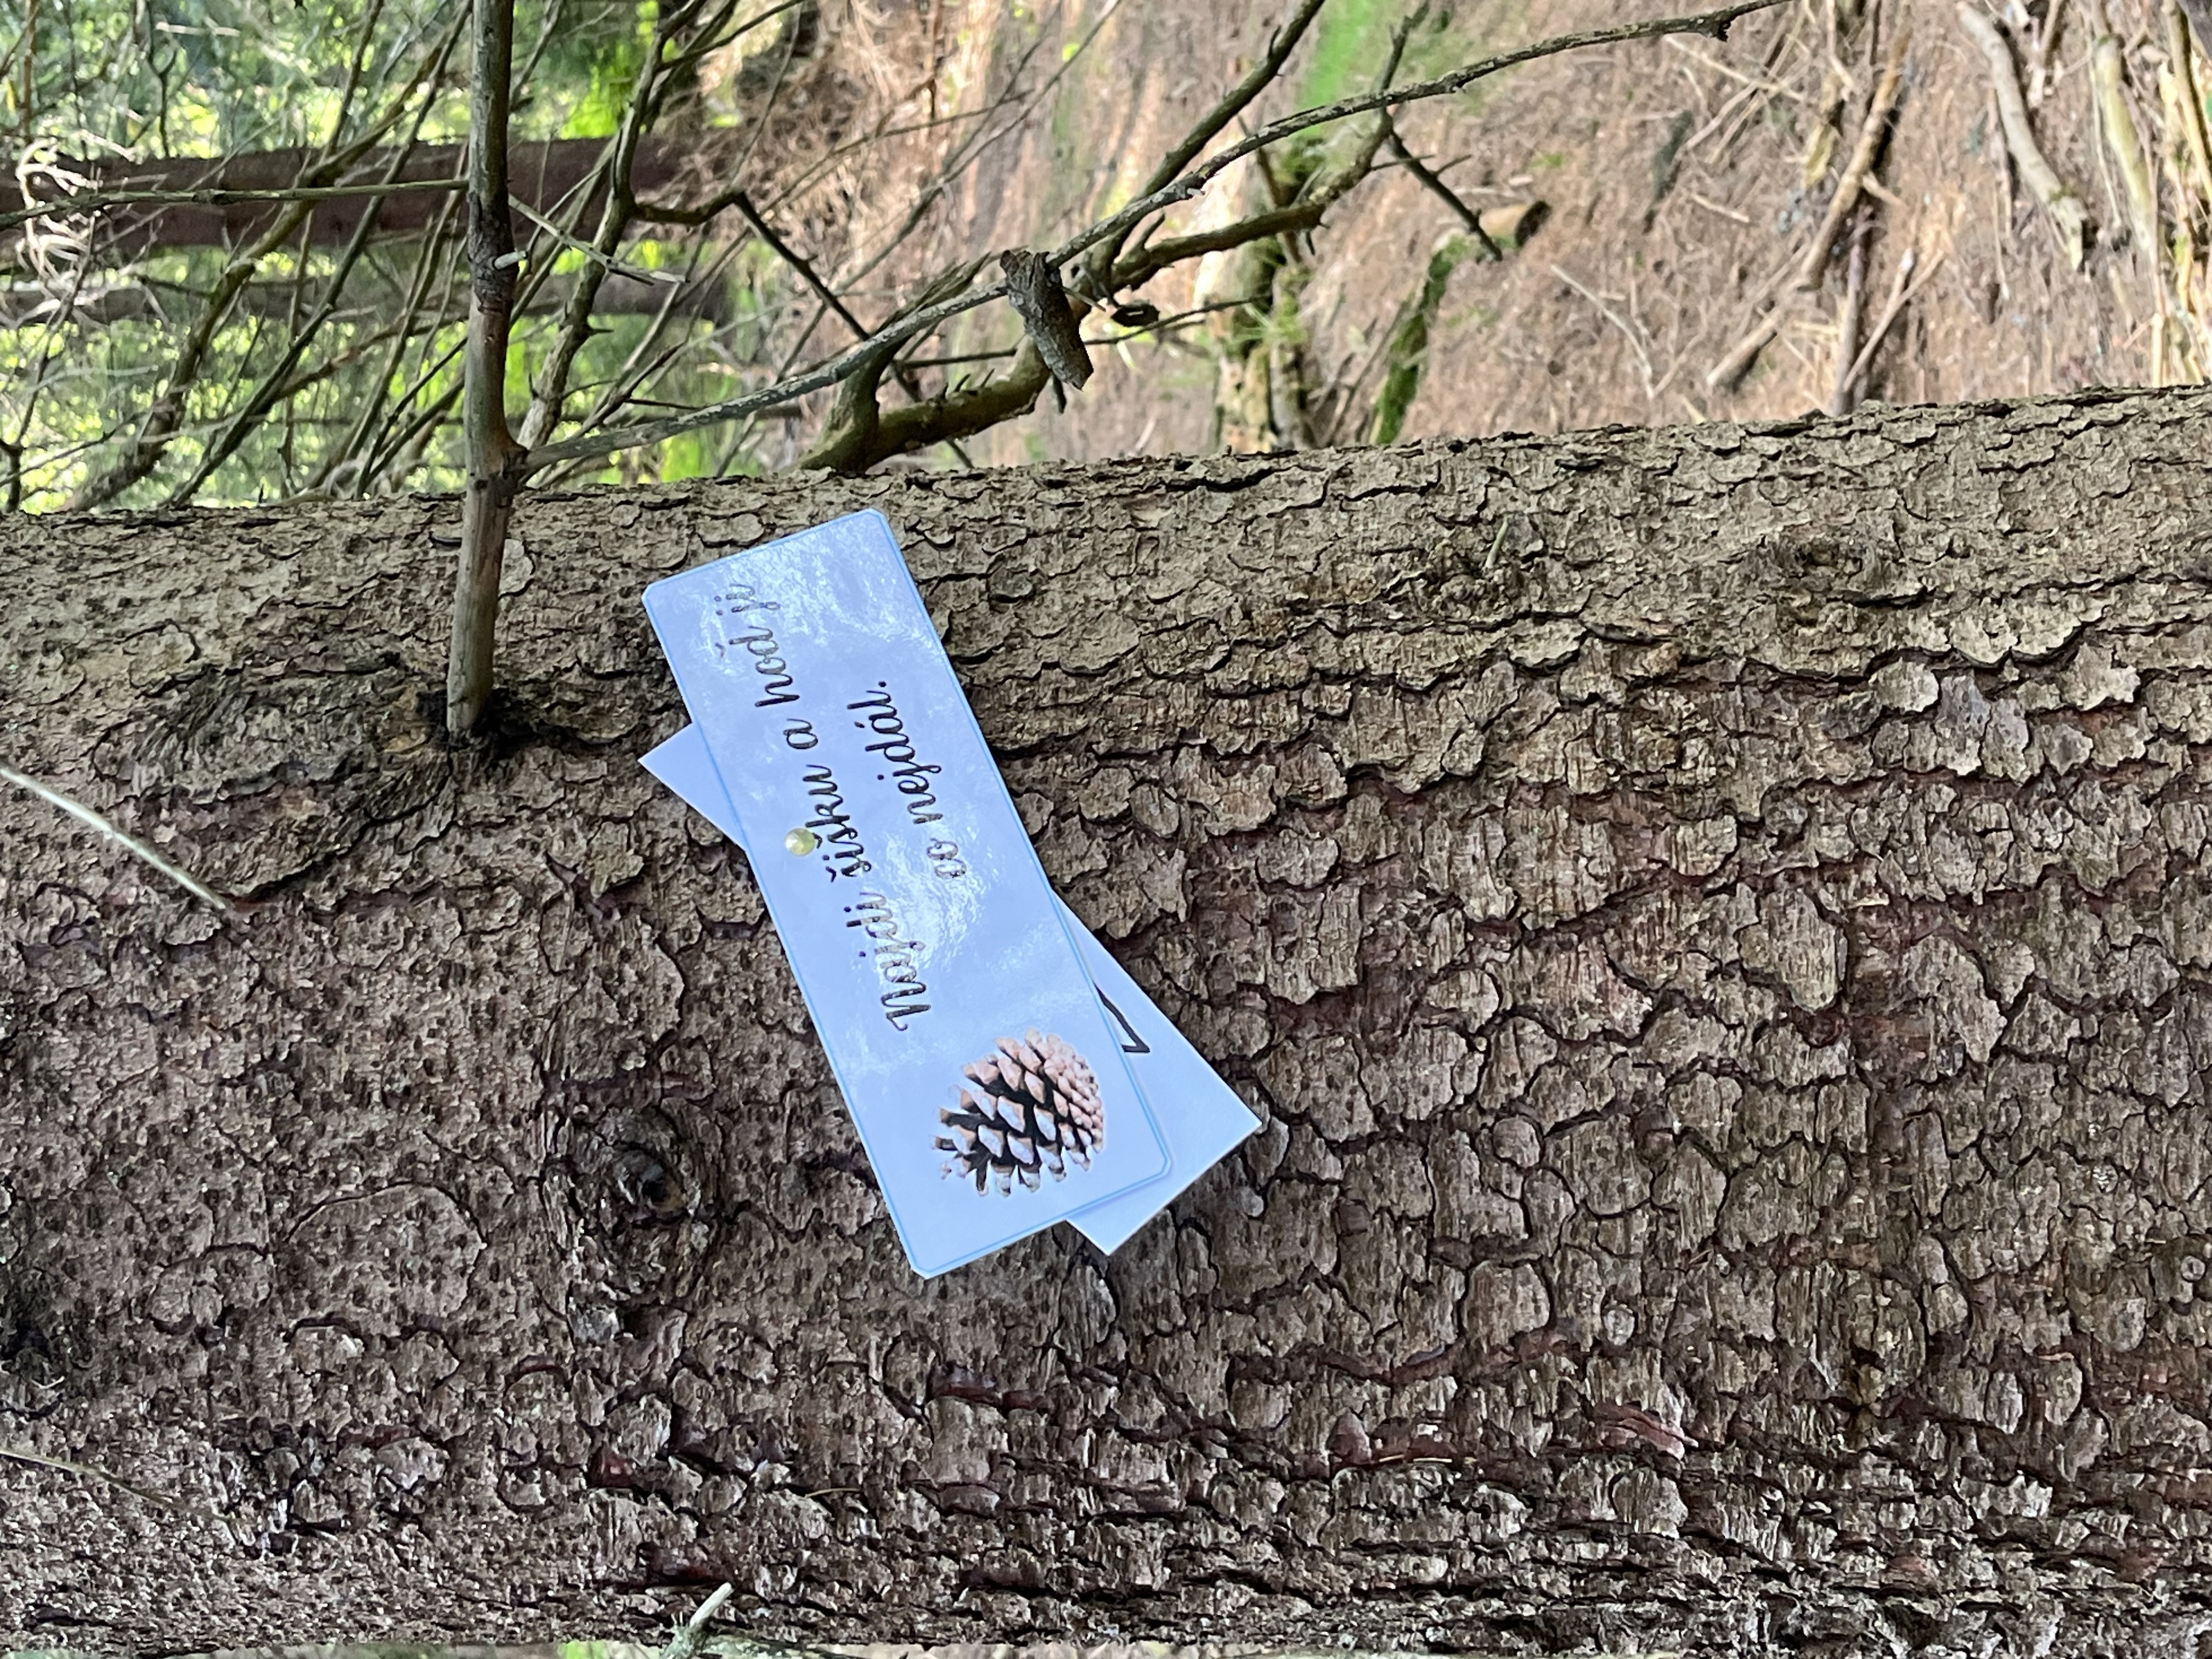 Najdi šišku a hoď ji
co nejdál.